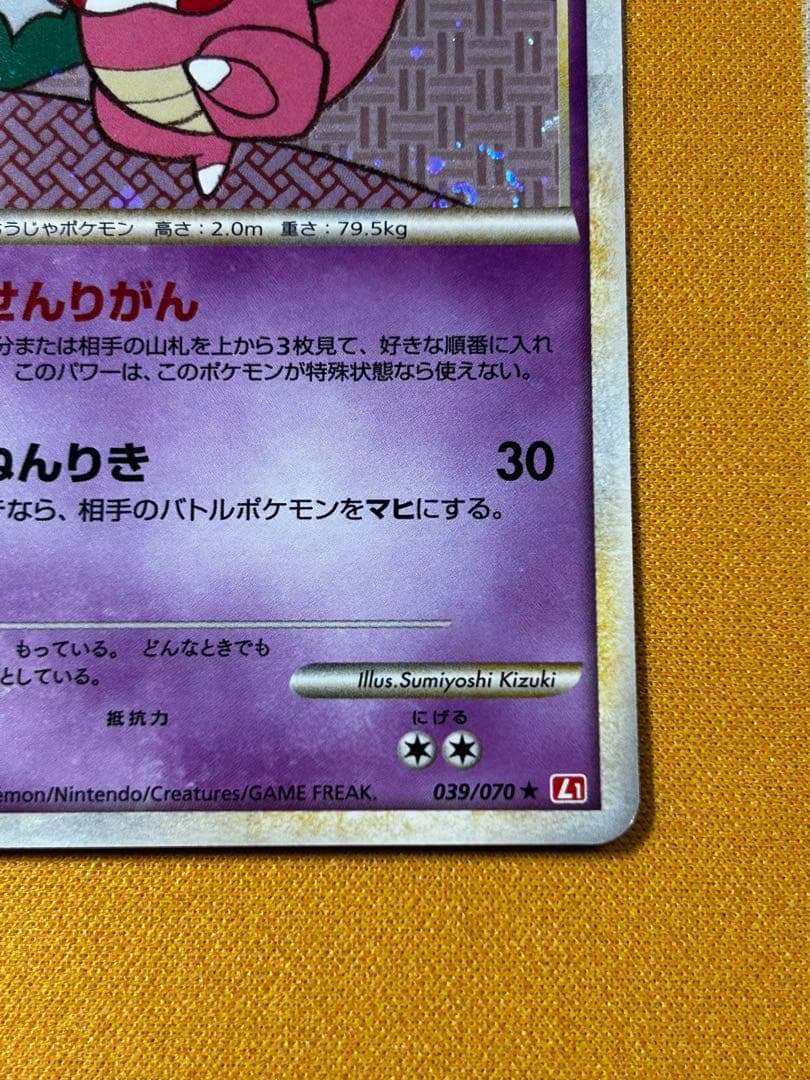 うじゃポケモン 高さ：2.0m 重さ：79.5kg
せんりがん
分または相手の山札を上から3枚見て、好きな順番に入れ
このパワーは、このポケモンが特殊状態なら使えない。
ねんりき 30
なら、相手のバトルポケモンをマヒにする。
もっている。 どんなときでも
としている。
Illus.Sumiyoshi Kizuki
抵抗力 にげる
emon/Nintendo/Creatures/GAME FREAK. 039/070 ★ L1